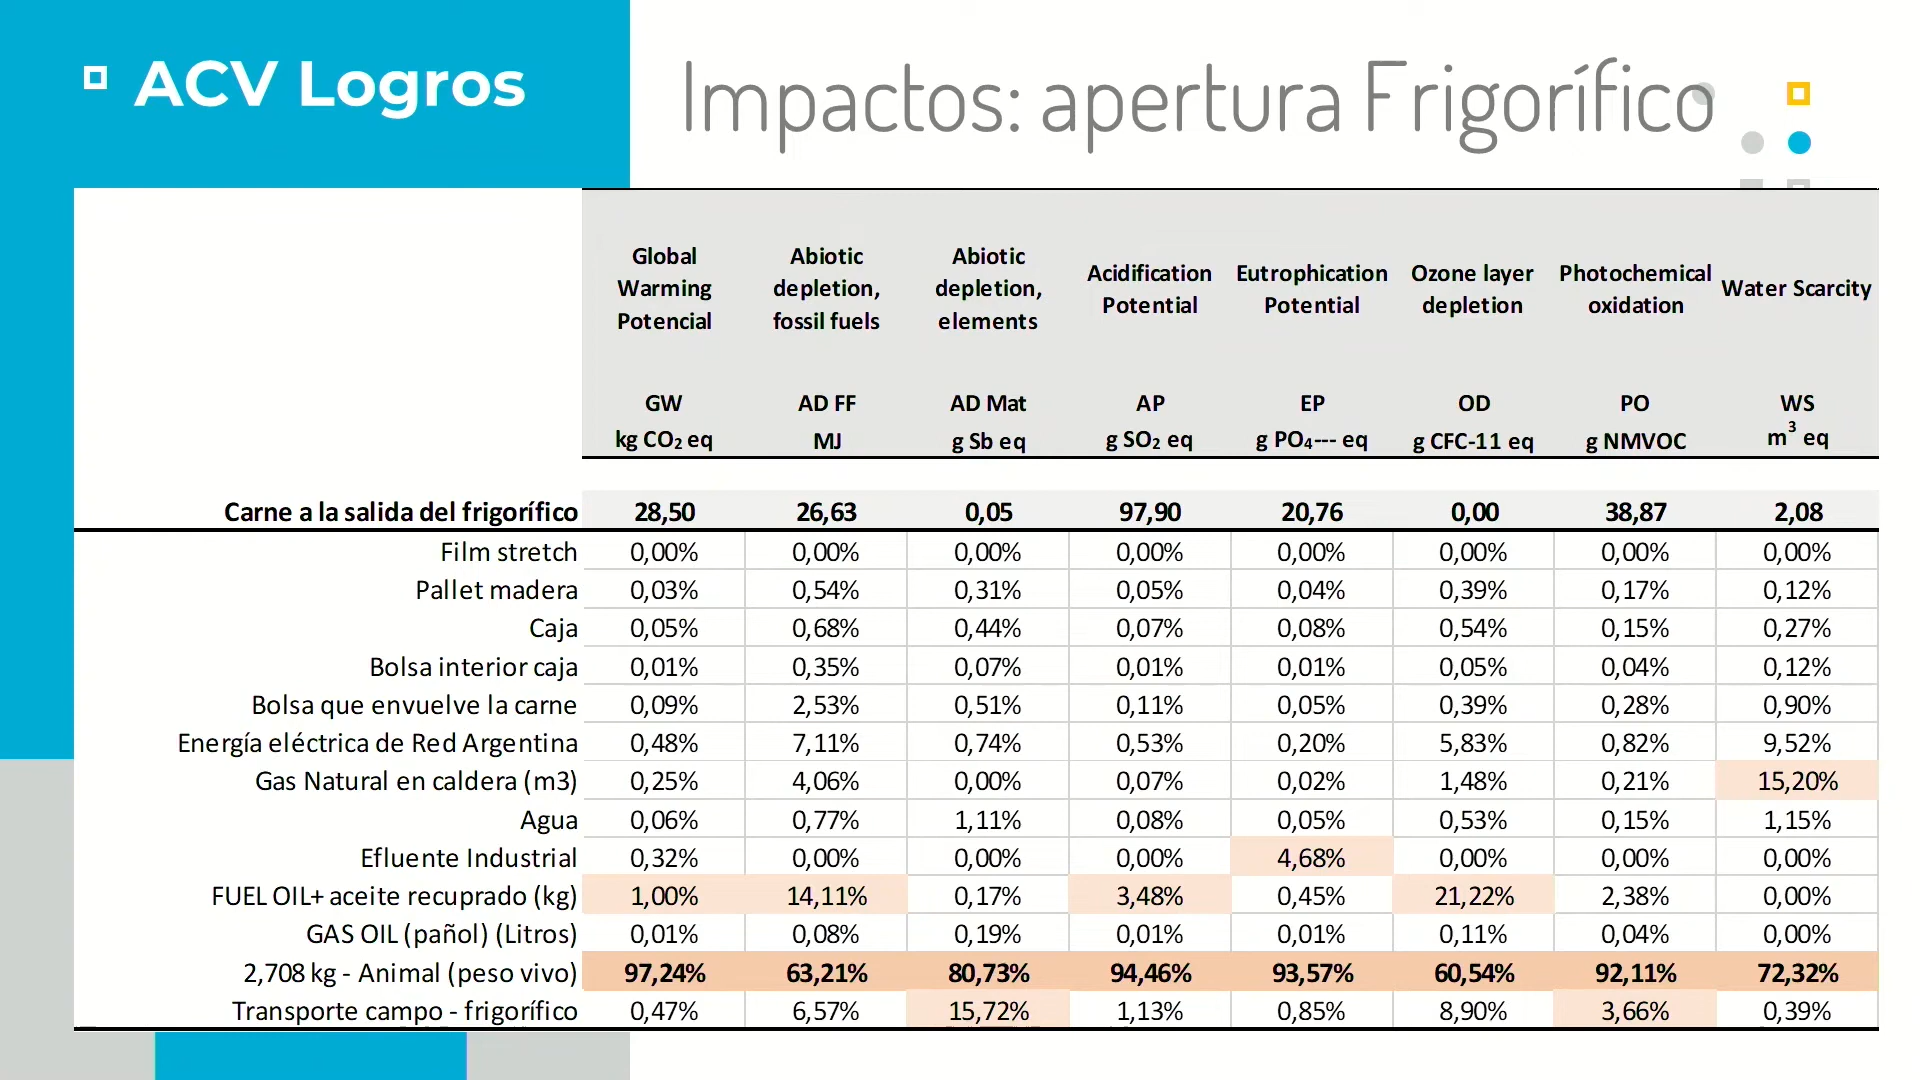 ACV Logros
Impactos: apertura Frigorífico
Global Warming Potencial
Abiotic depletion, fossil fuels
Abiotic depletion, elements
Acidification Potential
Eutrophication Potential
Ozone layer depletion
Photochemical oxidation
Water Scarcity
GW AD FF AD Mat AP EP OD PO WS
kg CO₂ eq MJ g Sb eq g SO₂ eq g PO₄--- eq g CFC-11 eq g NMVOC m³ eq
Carne a la salida del frigorífico 28,50 26,63 0,05 97,90 20,76 0,00 38,87 2,08
Film stretch 0,00% 0,00% 0,00% 0,00% 0,00% 0,00% 0,00% 0,00%
Pallet madera 0,03% 0,54% 0,31% 0,05% 0,04% 0,39% 0,17% 0,12%
Caja 0,05% 0,68% 0,44% 0,07% 0,08% 0,54% 0,15% 0,27%
Bolsa interior caja 0,01% 0,35% 0,07% 0,01% 0,01% 0,05% 0,04% 0,12%
Bolsa que envuelve la carne 0,09% 2,53% 0,51% 0,11% 0,05% 0,39% 0,28% 0,90%
Energía eléctrica de Red Argentina 0,48% 7,11% 0,74% 0,53% 0,20% 5,83% 0,82% 9,52%
Gas Natural en caldera (m3) 0,25% 4,06% 0,00% 0,07% 0,02% 1,48% 0,21% 15,20%
Agua 0,06% 0,77% 1,11% 0,08% 0,05% 0,53% 0,15% 1,15%
Efluente Industrial 0,32% 0,00% 0,00% 0,00% 4,68% 0,00% 0,00% 0,00%
FUEL OIL+ aceite recuprado (kg) 1,00% 14,11% 0,17% 3,48% 0,45% 21,22% 2,38% 0,00%
GAS OIL (pañol) (Litros) 0,01% 0,08% 0,19% 0,01% 0,01% 0,11% 0,04% 0,00%
2,708 kg - Animal (peso vivo) 97,24% 63,21% 80,73% 94,46% 93,57% 60,54% 92,11% 72,32%
Transporte campo - frigorífico 0,47% 6,57% 15,72% 1,13% 0,85% 8,90% 3,66% 0,39%